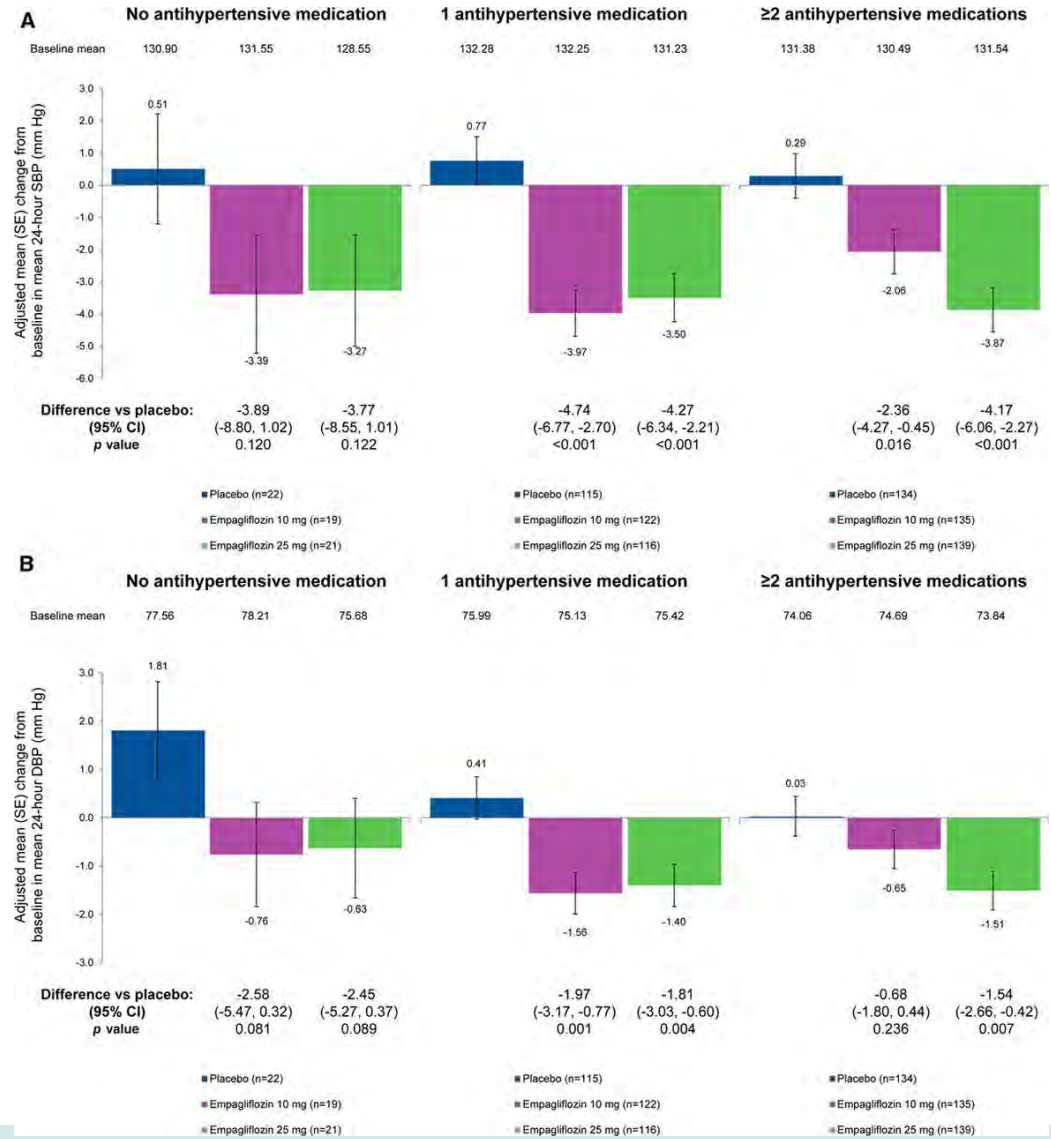 A
No antihypertensive medication 1 antihypertensive medication ≥2 antihypertensive medications
Baseline mean 130.90 131.55 128.55 132.28 132.25 131.23 131.38 130.49 131.54
Adjusted mean (SE) change from
baseline in mean 24-hour SBP (mm Hg)
3.0
2.0
1.0
0.0
-1.0
-2.0
-3.0
-4.0
-5.0
-6.0
0.51 -3.39 -3.27 0.77 -3.97 -3.50 0.29 -2.06 -3.87
Difference vs placebo: -3.89 -3.77 -4.74 -4.27 -2.36 -4.17
(95% CI) (-8.80, 1.02) (-8.55, 1.01) (-6.77, -2.70) (-6.34, -2.21) (-4.27, -0.45) (-6.06, -2.27)
p value 0.120 0.122 <0.001 <0.001 0.016 <0.001
Placebo (n=22) Placebo (n=115) Placebo (n=134)
Empagliflozin 10 mg (n=19) Empagliflozin 10 mg (n=122) Empagliflozin 10 mg (n=135)
Empagliflozin 25 mg (n=21) Empagliflozin 25 mg (n=116) Empagliflozin 25 mg (n=139)
B
No antihypertensive medication 1 antihypertensive medication ≥2 antihypertensive medications
Baseline mean 77.56 78.21 75.68 75.99 75.13 75.42 74.06 74.69 73.84
Adjusted mean (SE) change from
baseline in mean 24-hour DBP (mm Hg)
3.0
2.0
1.0
0.0
-1.0
-2.0
-3.0
1.81 -0.76 -0.63 0.41 -1.56 -1.40 0.03 -0.65 -1.51
Difference vs placebo: -2.58 -2.45 -1.97 -1.81 -0.68 -1.54
(95% CI) (-5.47, 0.32) (-5.27, 0.37) (-3.17, -0.77) (-3.03, -0.60) (-1.80, 0.44) (-2.66, -0.42)
p value 0.081 0.089 0.001 0.004 0.236 0.007
Placebo (n=22) Placebo (n=115) Placebo (n=134)
Empagliflozin 10 mg (n=19) Empagliflozin 10 mg (n=122) Empagliflozin 10 mg (n=135)
Empagliflozin 25 mg (n=21) Empagliflozin 25 mg (n=116) Empagliflozin 25 mg (n=139)